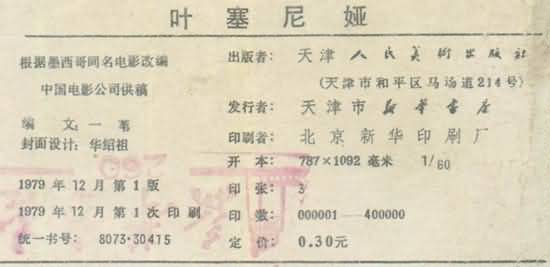 叶塞尼娅
根据墨西哥同名电影改编
中国电影公司供稿
编文:一苇
封面设计:华绍祖
1979年12月第1版
1979年12月第1次印刷
统一书号:8073·30415
出版者:天津人民美術出版社
(天津市和平区马场道214号)
发行者:天津市新华書店
印刷者:北京新华印刷厂
开本:787×1092毫米 1/60
印张:3
印数:000001—400000
定价:0.30元